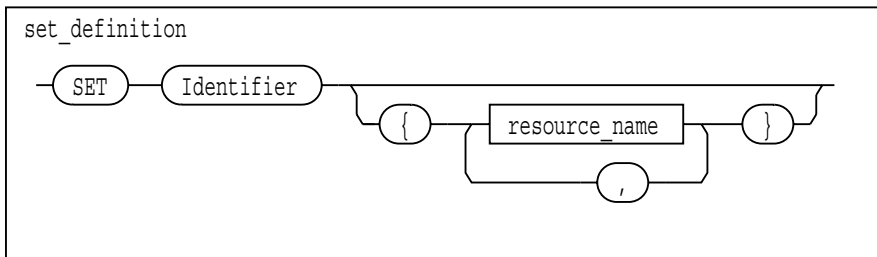 set_definition
SET Identifier
{ resource_name }
,